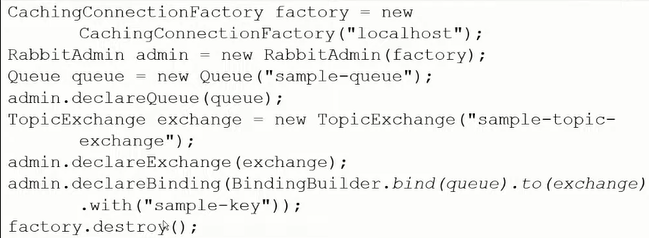 CachingConnectionFactory factory = new
CachingConnectionFactory("localhost");
RabbitAdmin admin = new RabbitAdmin(factory);
Queue queue = new Queue("sample-queue");
admin.declareQueue(queue);
TopicExchange exchange = new TopicExchange("sample-topic-
exchange");
admin.declareExchange(exchange);
admin.declareBinding(BindingBuilder.bind(queue).to(exchange)
.with("sample-key"));
factory.destroy();